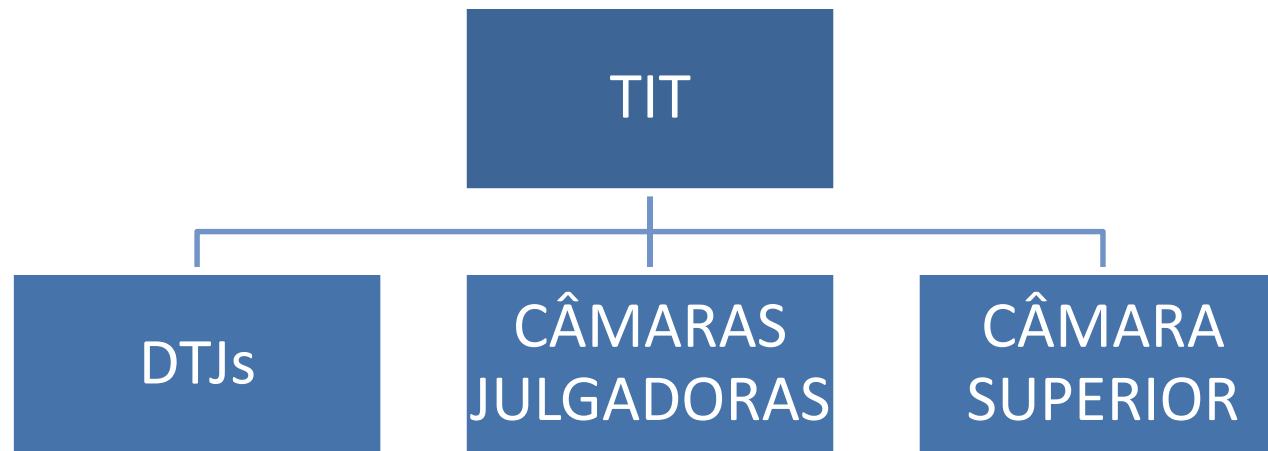 TIT
DTJs
CÂMARAS
JULGADORAS
CÂMARA
SUPERIOR